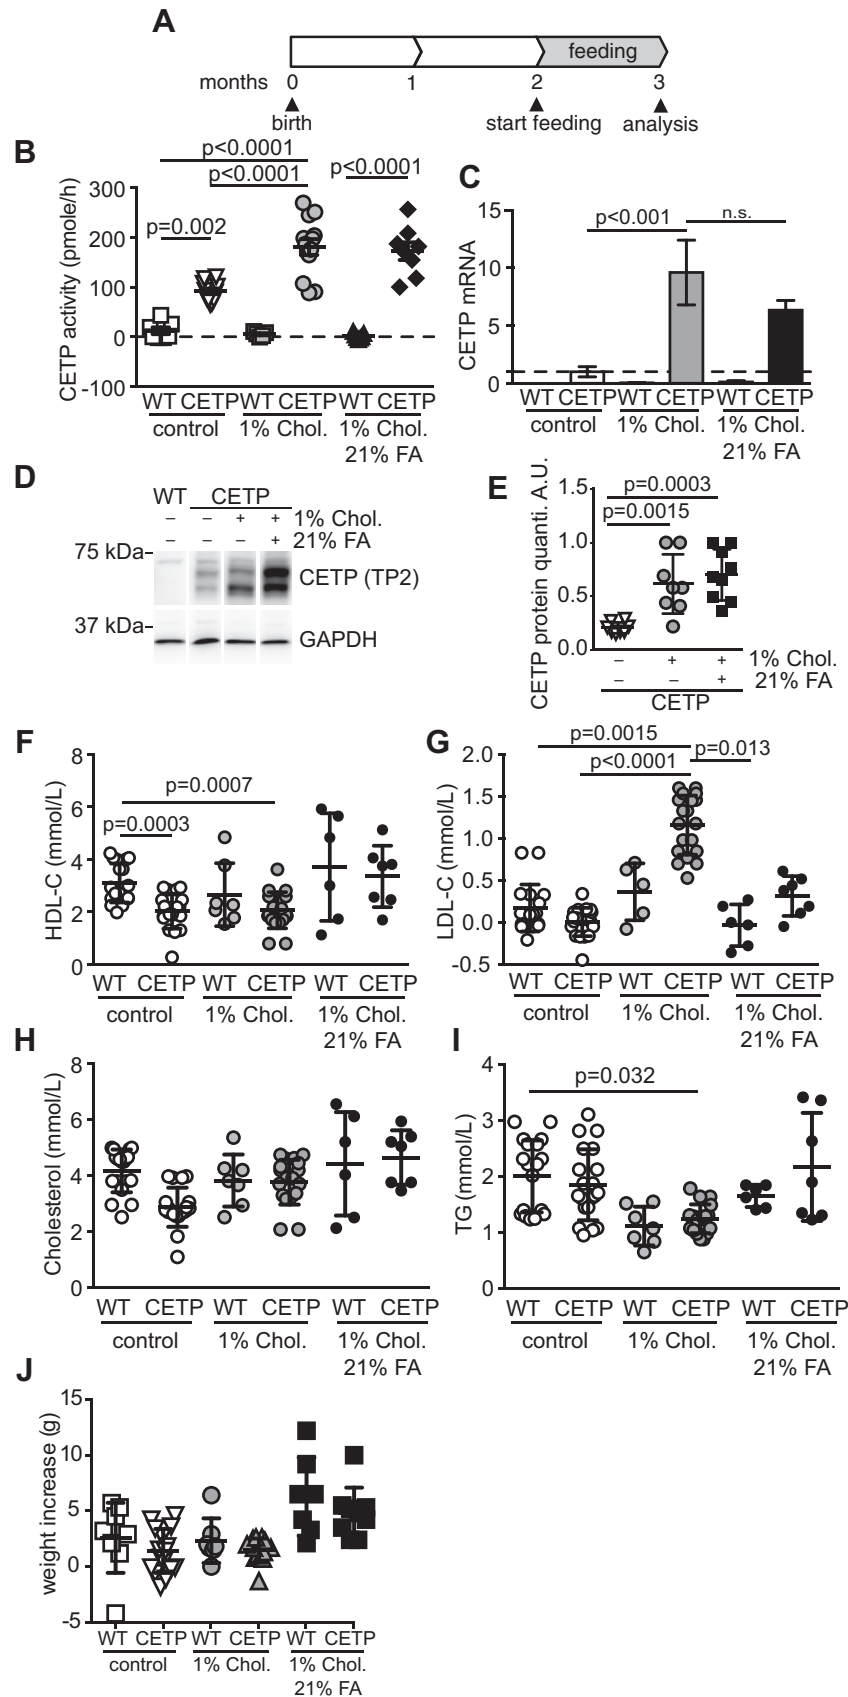 A
feeding
months 0 1 2 3
birth start feeding analysis
B
CETP activity (pmole/h)
300
200
100
0
-100
p<0.0001
p<0.0001 p<0.0001
p=0.002
WT CETP WT CETP WT CETP
control 1% Chol. 1% Chol.
21% FA
C
CETP mRNA
15
10
5
0
p<0.001 n.s.
WT CETP WT CETP WT CETP
control 1% Chol. 1% Chol.
21% FA
D
WT CETP
– – + + 1% Chol.
+ 21% FA
75 kDa
CETP (TP2)
37 kDa
GAPDH
E
CETP protein quanti. A.U.
1.5
1.0
0.5
0.0
p=0.0003
p=0.0015
– + + 1% Chol.
– – + 21% FA
CETP
F
HDL-C (mmol/L)
8
6
4
2
0
p=0.0007
p=0.0003
WT CETP WT CETP WT CETP
control 1% Chol. 1% Chol.
21% FA
G
LDL-C (mmol/L)
2.0
1.5
1.0
0.5
0.0
-0.5
p=0.0015
p<0.0001 p=0.013
WT CETP WT CETP WT CETP
control 1% Chol. 1% Chol.
21% FA
H
Cholesterol (mmol/L)
8
6
4
2
0
WT CETP WT CETP WT CETP
control 1% Chol. 1% Chol.
21% FA
I
TG (mmol/L)
4
3
2
1
0
p=0.032
WT CETP WT CETP WT CETP
control 1% Chol. 1% Chol.
21% FA
J
weight increase (g)
15
10
5
0
-5
WT CETP WT CETP WT CETP
control 1% Chol. 1% Chol.
21% FA